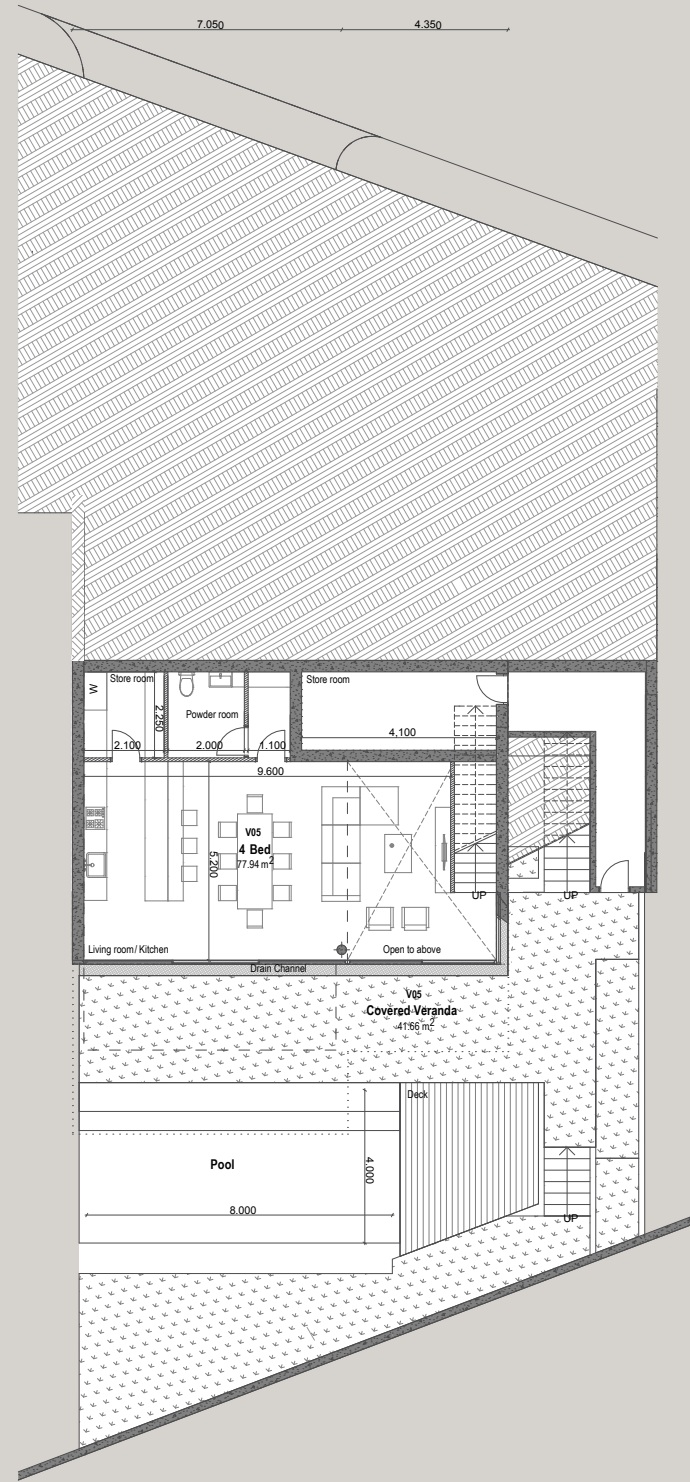 7.050
4.350
Store room
Store room
W
Powder room
2.250
4,100
2.100
2.000
1.100
9.600
V05
4 Bed
77.94 m2
5.200
UP
UP
Living room/ Kitchen
Open to above
Drain Channel
V05
Covered Veranda
41.66 m2
Deck
Pool
4.000
8.000
UP